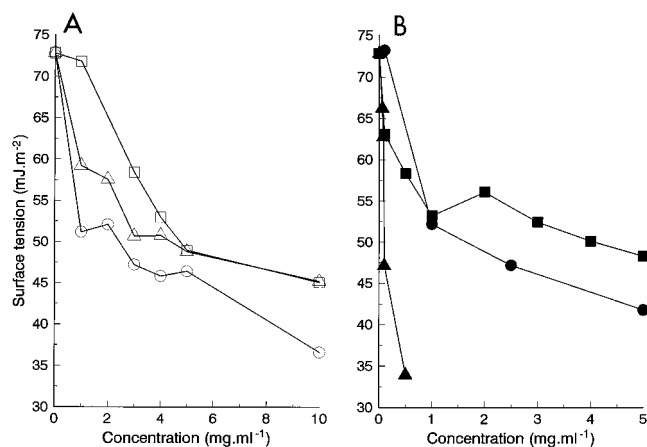 A
B
75
70
65
60
55
50
45
40
35
30
Surface tension (mJ.m⁻²)
0 2 4 6 8 10
Concentration (mg.ml⁻¹)
75
70
65
60
55
50
45
40
35
30
0 1 2 3 4 5
Concentration (mg.ml⁻¹)